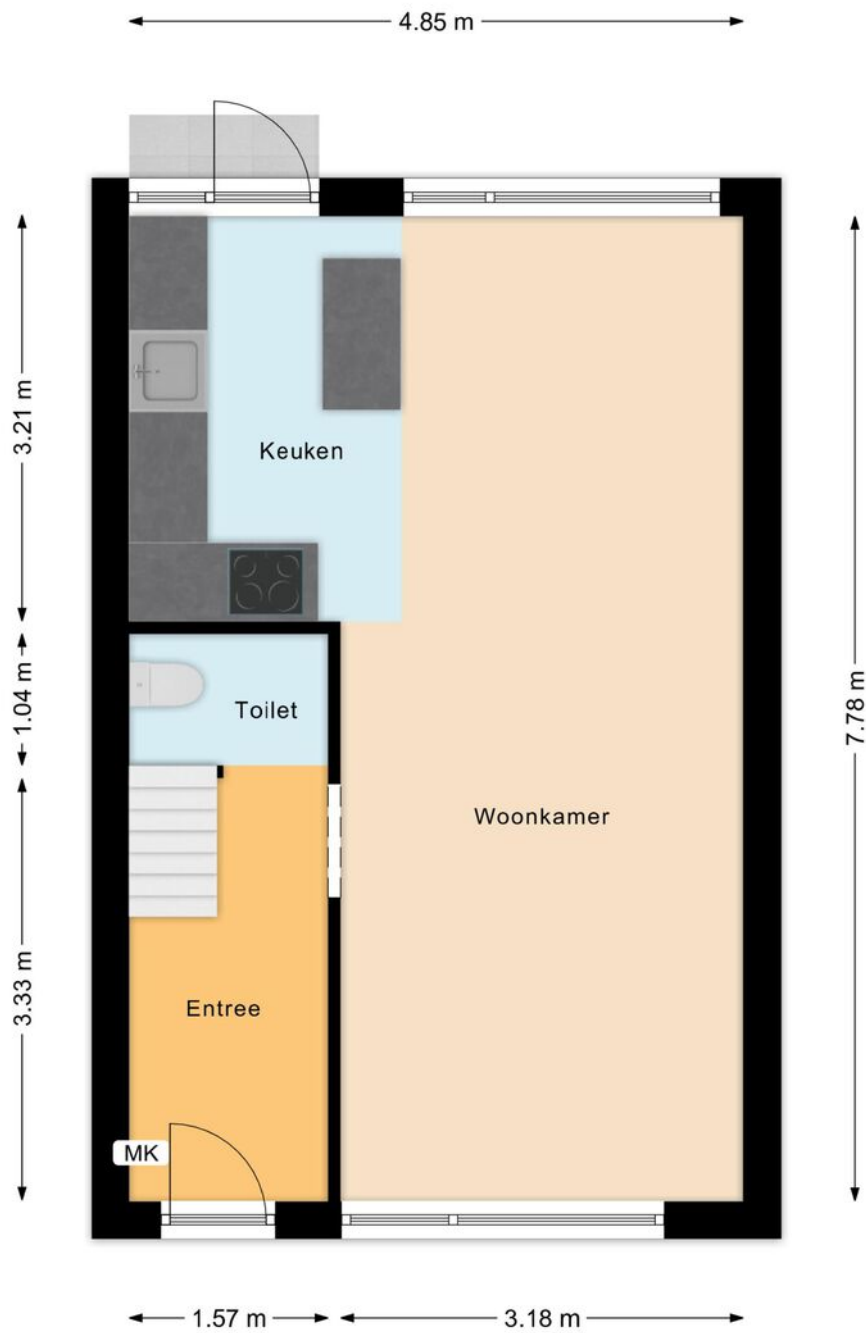 4.85 m
3.21 m
Keuken
1.04 m
Toilet
7.78 m
Woonkamer
3.33 m
Entree
MK
1.57 m
3.18 m